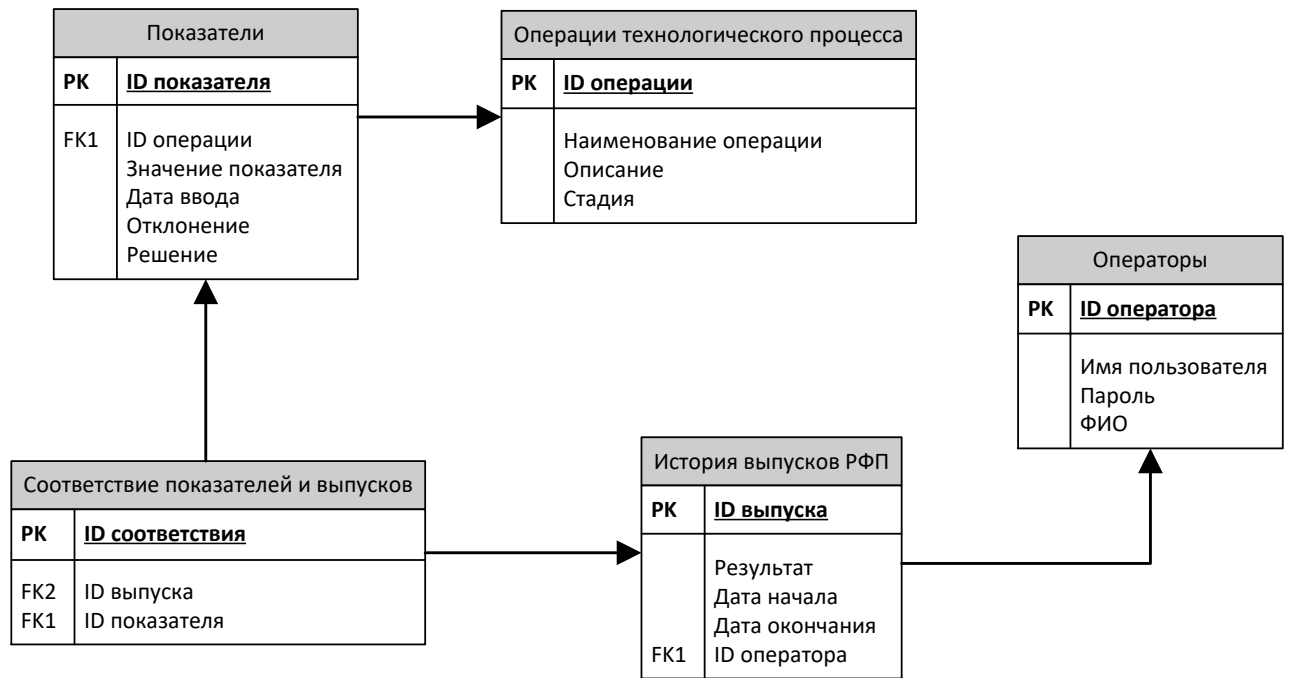 Показатели
PK ID показателя
FK1 ID операции
Значение показателя
Дата ввода
Отклонение
Решение
Операции технологического процесса
PK ID операции
Наименование операции
Описание
Стадия
Операторы
PK ID оператора
Имя пользователя
Пароль
ФИО
Соответствие показателей и выпусков
PK ID соответствия
FK2 ID выпуска
FK1 ID показателя
История выпусков РФП
PK ID выпуска
Результат
Дата начала
Дата окончания
FK1 ID оператора